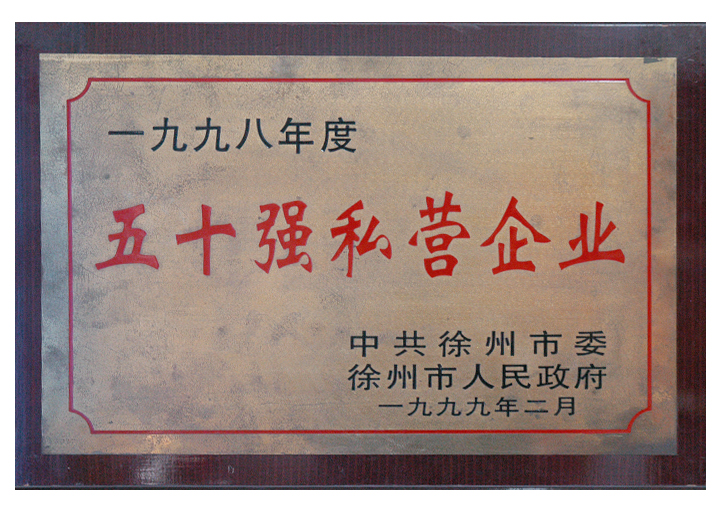 一九九八年度
五十强私营企业
中共徐州市委
徐州市人民政府
一九九九年二月